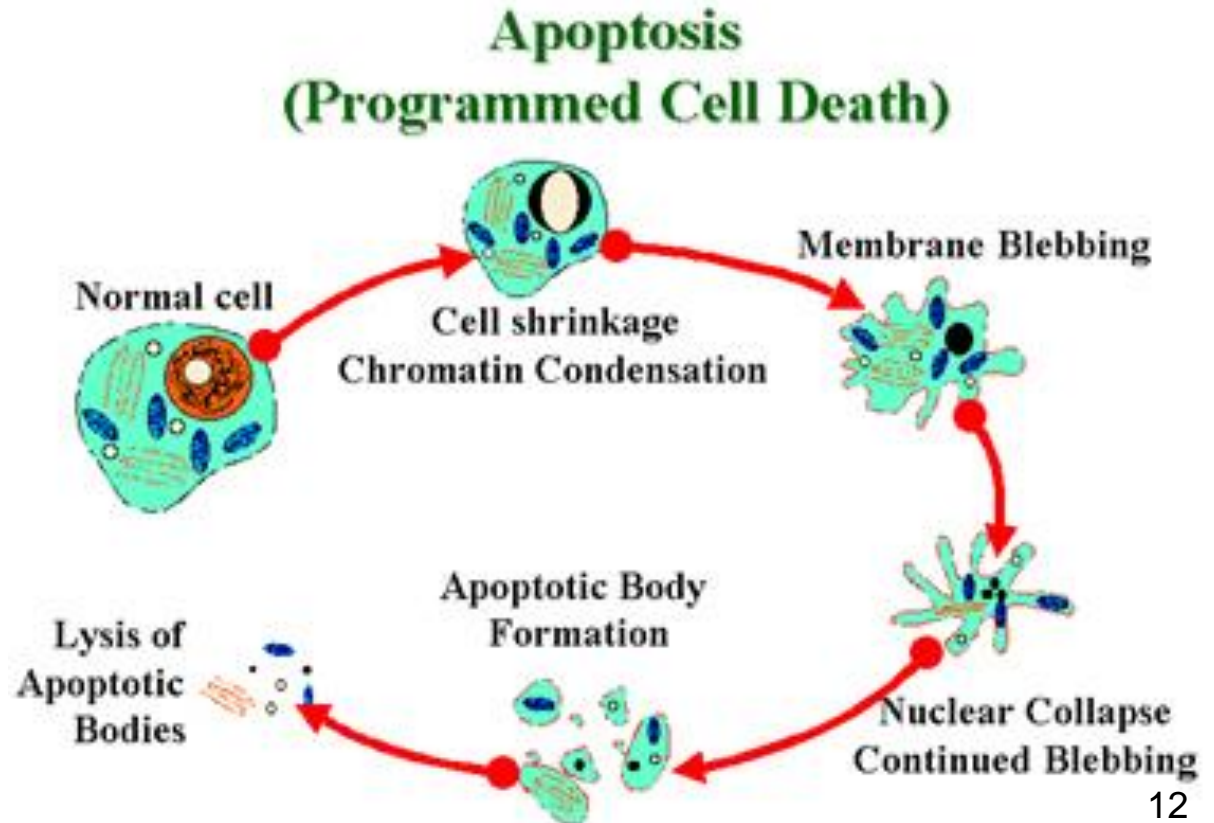 Apoptosis
(Programmed Cell Death)
Normal cell
Cell shrinkage
Chromatin Condensation
Membrane Blebbing
Nuclear Collapse
Continued Blebbing
Apoptotic Body
Formation
Lysis of
Apoptotic
Bodies
12